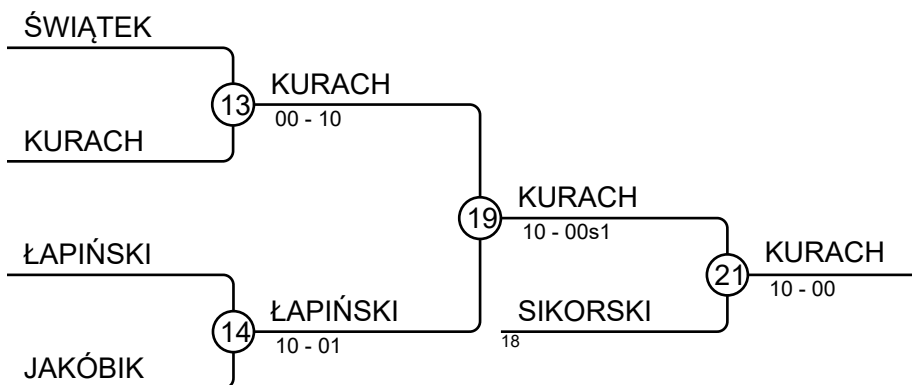 ŚWIĄTEK
13
KURACH
00 - 10
KURACH
19
KURACH
10 - 00s1
ŁAPIŃSKI
21
KURACH
10 - 00
14
ŁAPIŃSKI
10 - 01
SIKORSKI
18
JAKÓBIK